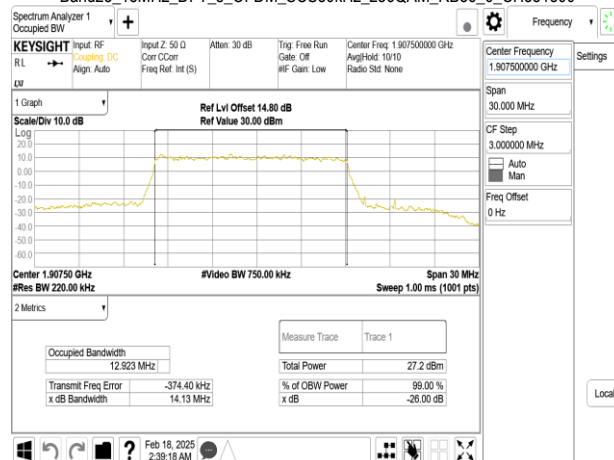 Spectrum Analyzer 1
Occupied BW
Frequency
KEYSIGHT
Input: RF
Coupling: DC
Align: Auto
Input Z: 50 Ω
Corr CCorr
Freq Ref: Int (S)
Atten: 30 dB
Trig: Free Run
Gate: Off
#IF Gain: Low
Center Freq: 1.907500000 GHz
Avg|Hold: 10/10
Radio Std: None
RL
LXI
Center Frequency
1.907500000 GHz
Settings
Span
30.000 MHz
CF Step
3.000000 MHz
Auto
Man
Freq Offset
0 Hz
Local
1 Graph
Scale/Div 10.0 dB
Ref Lvl Offset 14.80 dB
Ref Value 30.00 dBm
Log
20.0
10.0
0.00
-10.0
-20.0
-30.0
-40.0
-50.0
-60.0
Center 1.90750 GHz
#Res BW 220.00 kHz
#Video BW 750.00 kHz
Span 30 MHz
Sweep 1.00 ms (1001 pts)
2 Metrics
Measure Trace Trace 1
Occupied Bandwidth
12.923 MHz
Total Power 27.2 dBm
Transmit Freq Error -374.40 kHz
% of OBW Power 99.00 %
x dB Bandwidth 14.13 MHz
x dB -26.00 dB
?
Feb 18, 2025
2:39:18 AM